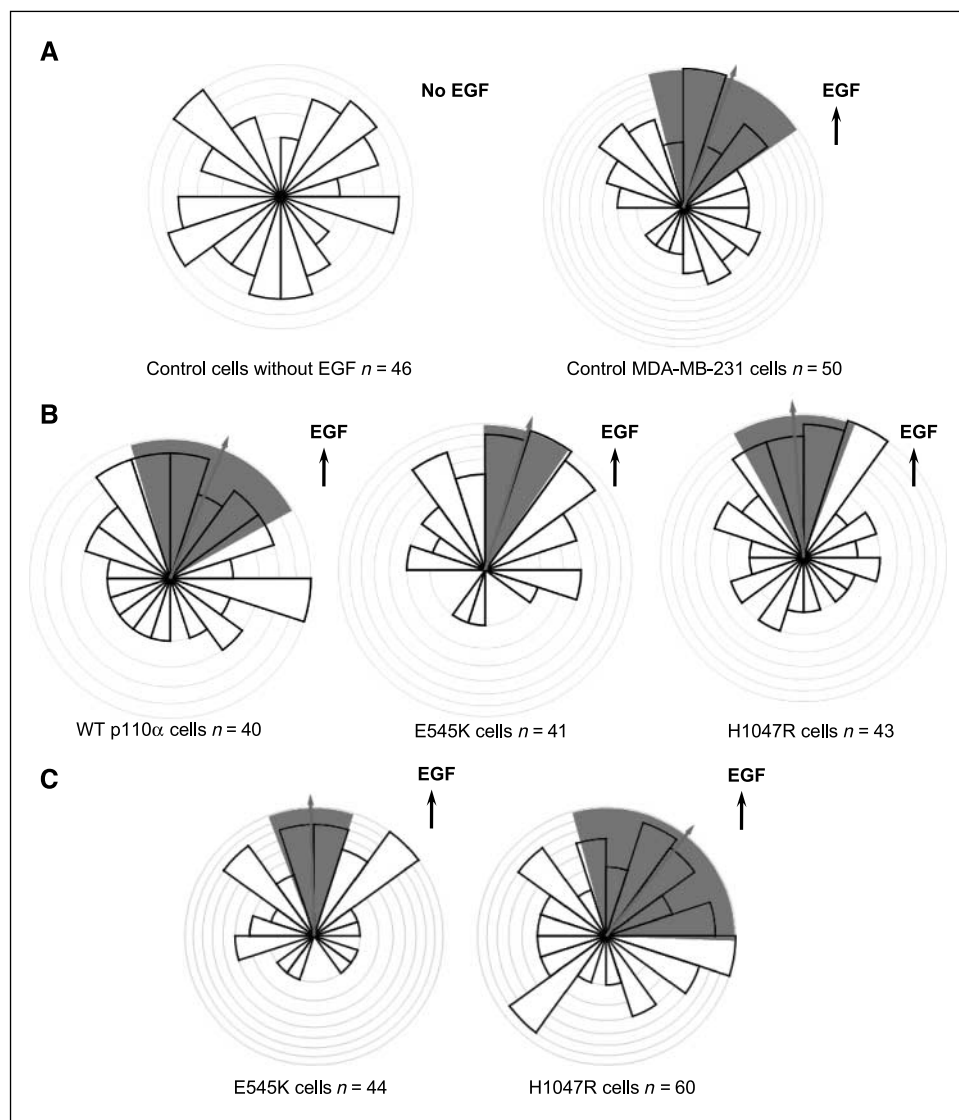 A
No EGF
EGF
Control cells without EGF n = 46
Control MDA-MB-231 cells n = 50
B
EGF
EGF
EGF
WT p110α cells n = 40
E545K cells n = 41
H1047R cells n = 43
C
EGF
EGF
E545K cells n = 44
H1047R cells n = 60